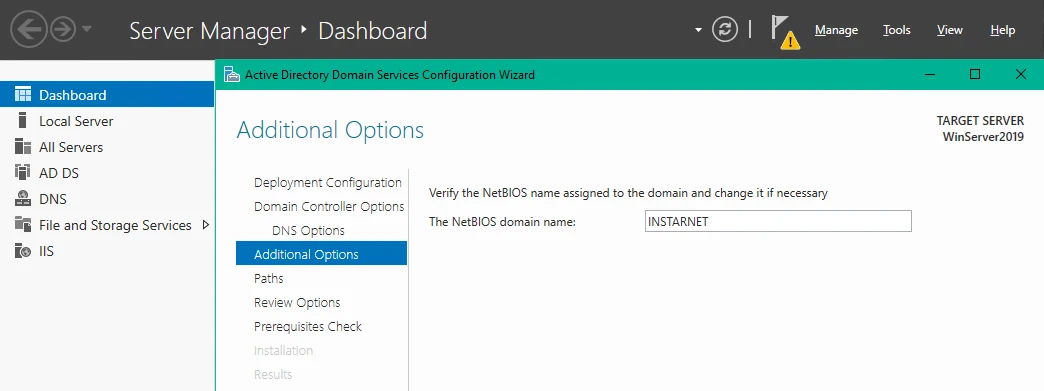 Server Manager ‣ Dashboard
Manage Tools View Help
Dashboard
Local Server
All Servers
AD DS
DNS
File and Storage Services
IIS
Active Directory Domain Services Configuration Wizard
Additional Options
TARGET SERVER
WinServer2019
Deployment Configuration
Domain Controller Options
DNS Options
Additional Options
Paths
Review Options
Prerequisites Check
Installation
Results
Verify the NetBIOS name assigned to the domain and change it if necessary
The NetBIOS domain name: INSTARNET